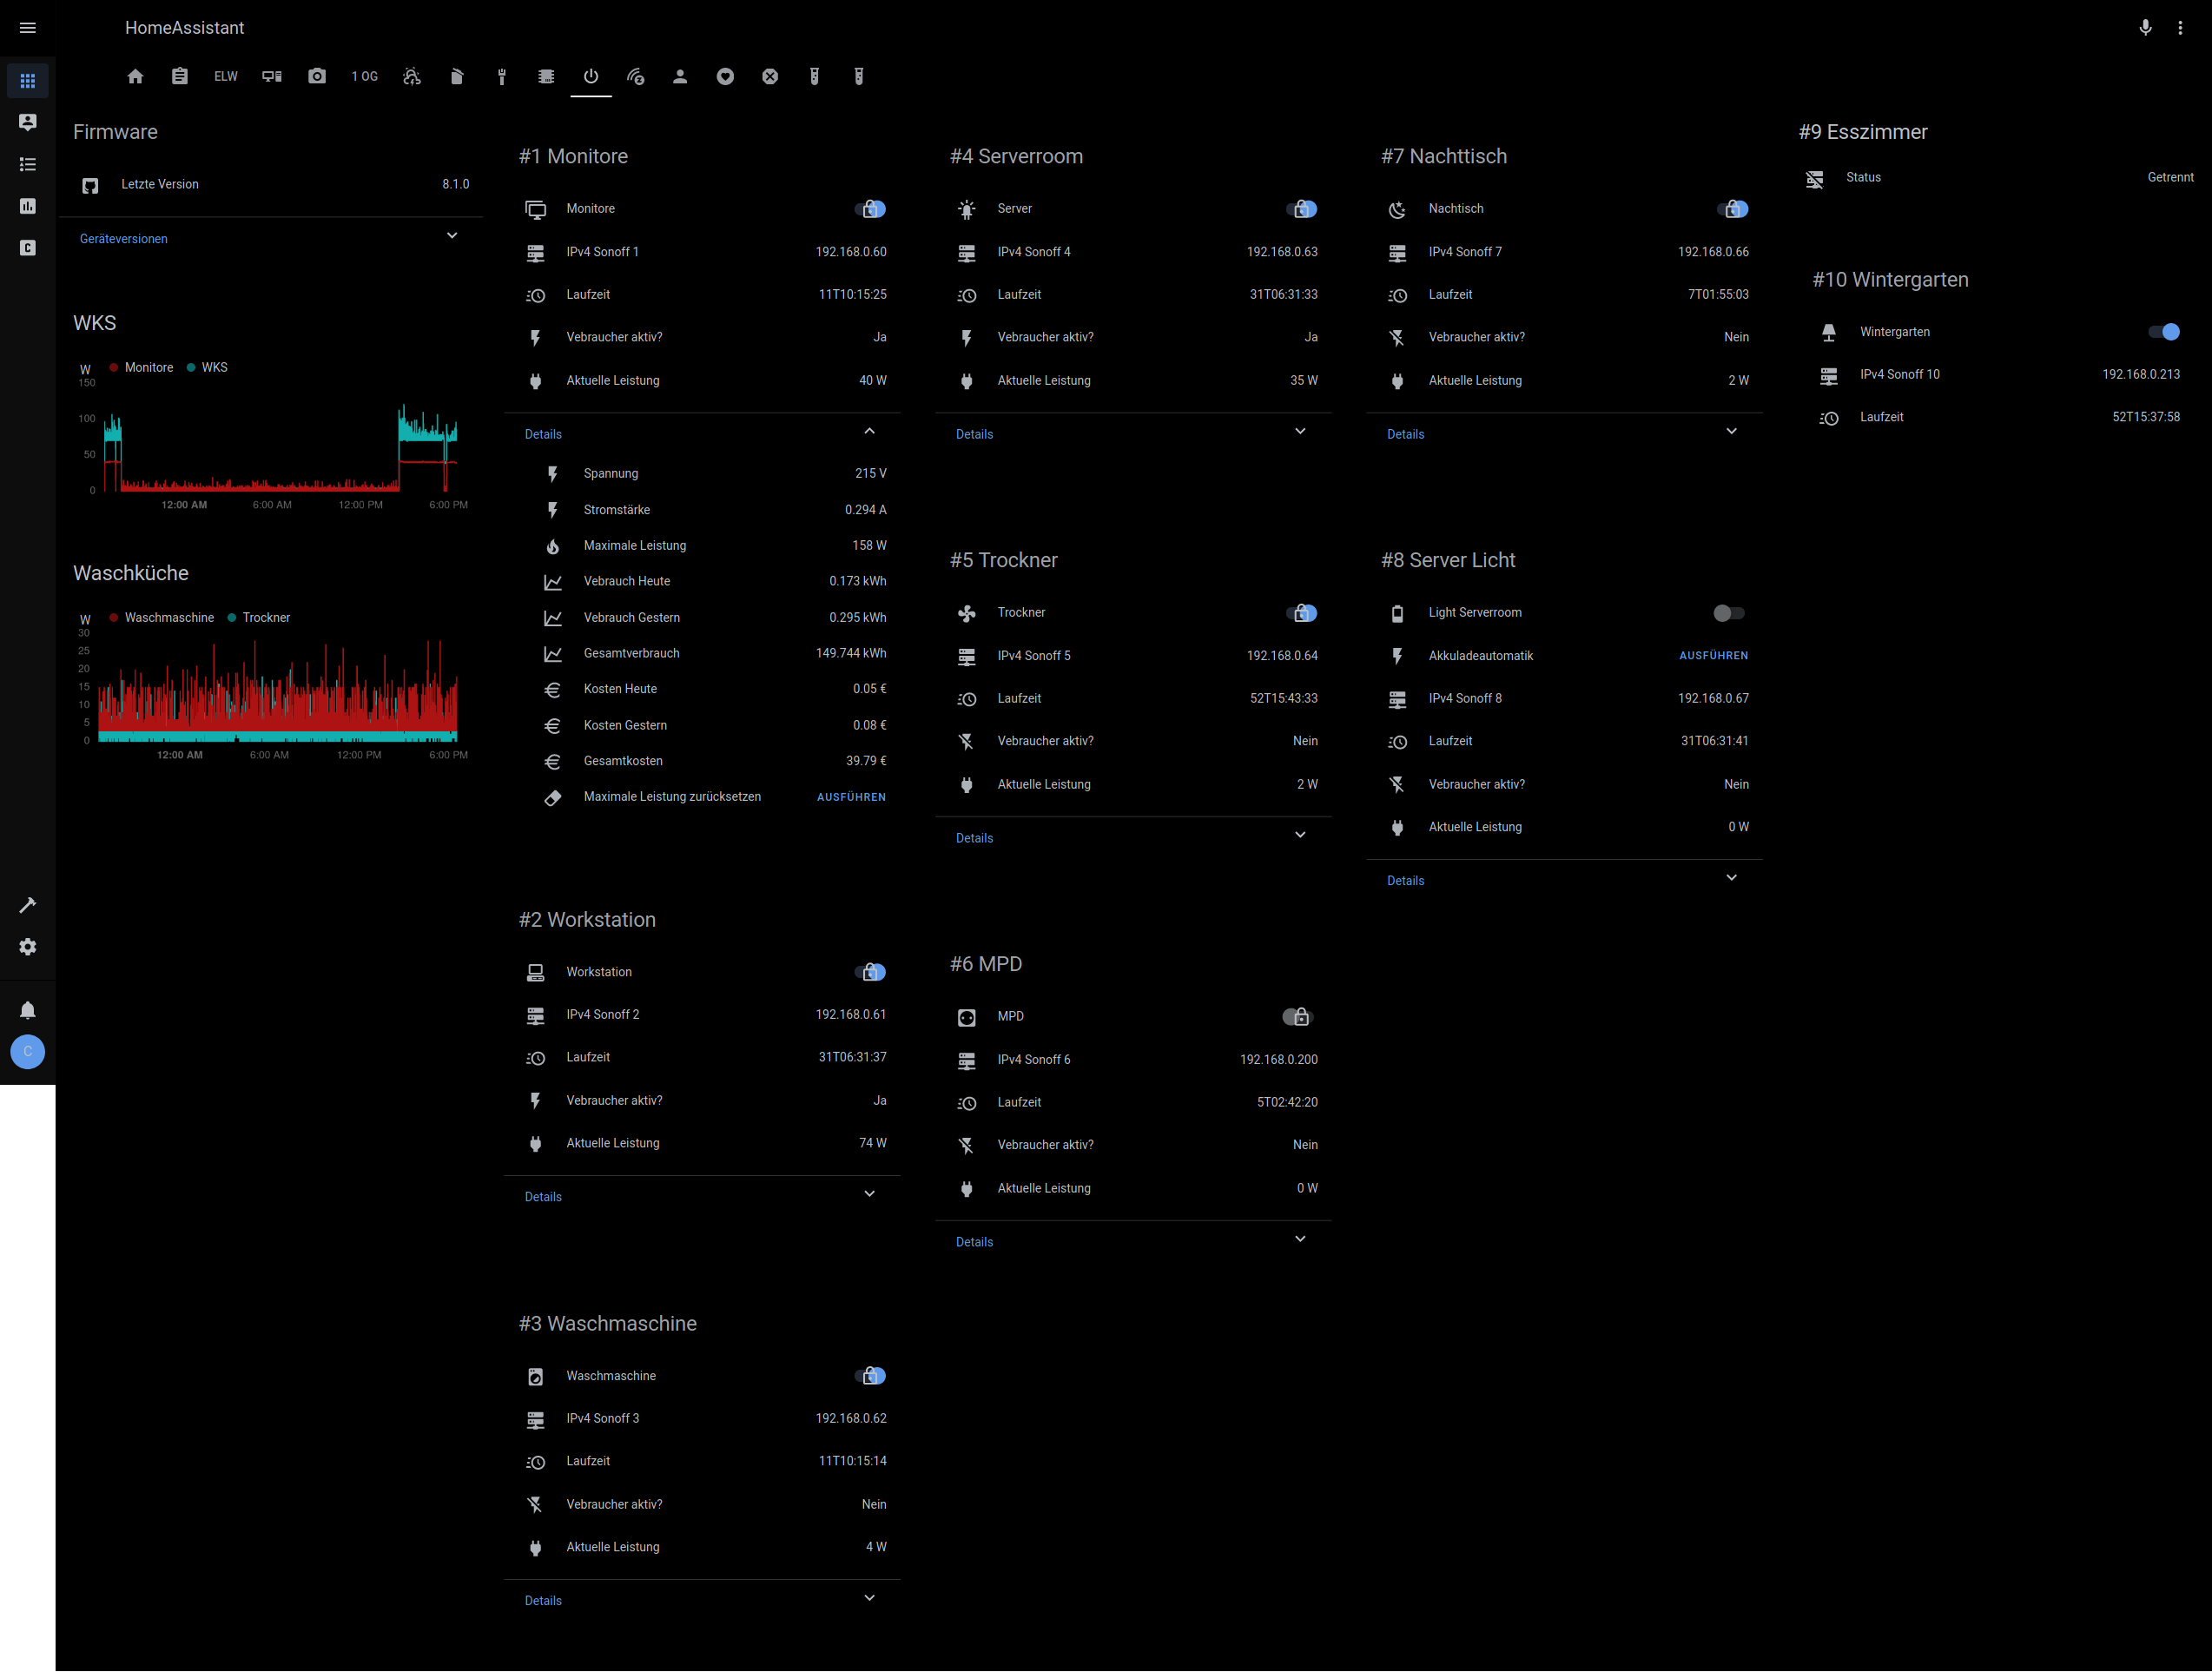 HomeAssistant
ELW
1 OG
Firmware
Letzte Version 8.1.0
Geräteversionen
WKS
W Monitore WKS
150
100
50
0
12:00 AM 6:00 AM 12:00 PM 6:00 PM
Waschküche
W Waschmaschine Trockner
30
25
20
15
10
5
0
12:00 AM 6:00 AM 12:00 PM 6:00 PM
#1 Monitore
Monitore
IPv4 Sonoff 1 192.168.0.60
Laufzeit 11T10:15:25
Vebraucher aktiv? Ja
Aktuelle Leistung 40 W
Details
Spannung 215 V
Stromstärke 0.294 A
Maximale Leistung 158 W
Vebrauch Heute 0.173 kWh
Vebrauch Gestern 0.295 kWh
Gesamtverbrauch 149.744 kWh
Kosten Heute 0.05 €
Kosten Gestern 0.08 €
Gesamtkosten 39.79 €
Maximale Leistung zurücksetzen AUSFÜHREN
#2 Workstation
Workstation
IPv4 Sonoff 2 192.168.0.61
Laufzeit 31T06:31:37
Vebraucher aktiv? Ja
Aktuelle Leistung 74 W
Details
#3 Waschmaschine
Waschmaschine
IPv4 Sonoff 3 192.168.0.62
Laufzeit 11T10:15:14
Vebraucher aktiv? Nein
Aktuelle Leistung 4 W
Details
#4 Serverroom
Server
IPv4 Sonoff 4 192.168.0.63
Laufzeit 31T06:31:33
Vebraucher aktiv? Ja
Aktuelle Leistung 35 W
Details
#5 Trockner
Trockner
IPv4 Sonoff 5 192.168.0.64
Laufzeit 52T15:43:33
Vebraucher aktiv? Nein
Aktuelle Leistung 2 W
Details
#6 MPD
MPD
IPv4 Sonoff 6 192.168.0.200
Laufzeit 5T02:42:20
Vebraucher aktiv? Nein
Aktuelle Leistung 0 W
Details
#7 Nachttisch
Nachtisch
IPv4 Sonoff 7 192.168.0.66
Laufzeit 7T01:55:03
Vebraucher aktiv? Nein
Aktuelle Leistung 2 W
Details
#8 Server Licht
Light Serverroom
Akkuladeautomatik AUSFÜHREN
IPv4 Sonoff 8 192.168.0.67
Laufzeit 31T06:31:41
Vebraucher aktiv? Nein
Aktuelle Leistung 0 W
Details
#9 Esszimmer
Status Getrennt
#10 Wintergarten
Wintergarten
IPv4 Sonoff 10 192.168.0.213
Laufzeit 52T15:37:58
C
C